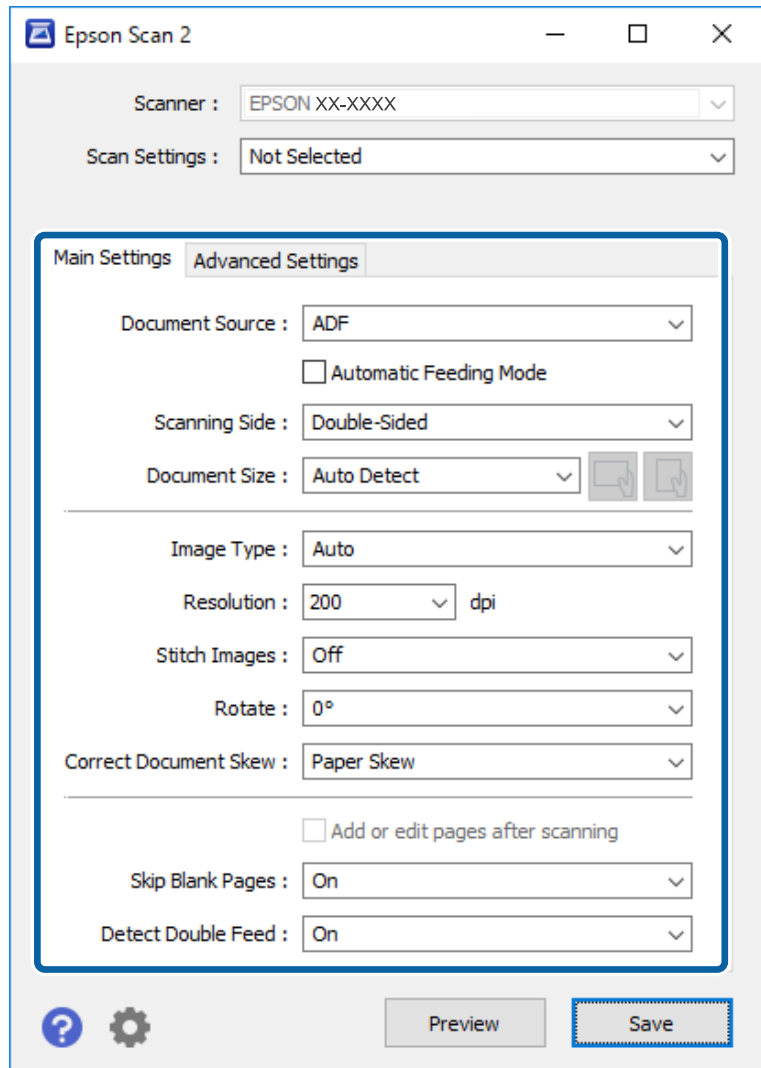 Epson Scan 2
Scanner : EPSON XX-XXXX
Scan Settings : Not Selected
Main Settings Advanced Settings
Document Source : ADF
Automatic Feeding Mode
Scanning Side : Double-Sided
Document Size : Auto Detect
Image Type : Auto
Resolution : 200 dpi
Stitch Images : Off
Rotate : 0°
Correct Document Skew : Paper Skew
Add or edit pages after scanning
Skip Blank Pages : On
Detect Double Feed : On
? Preview Save